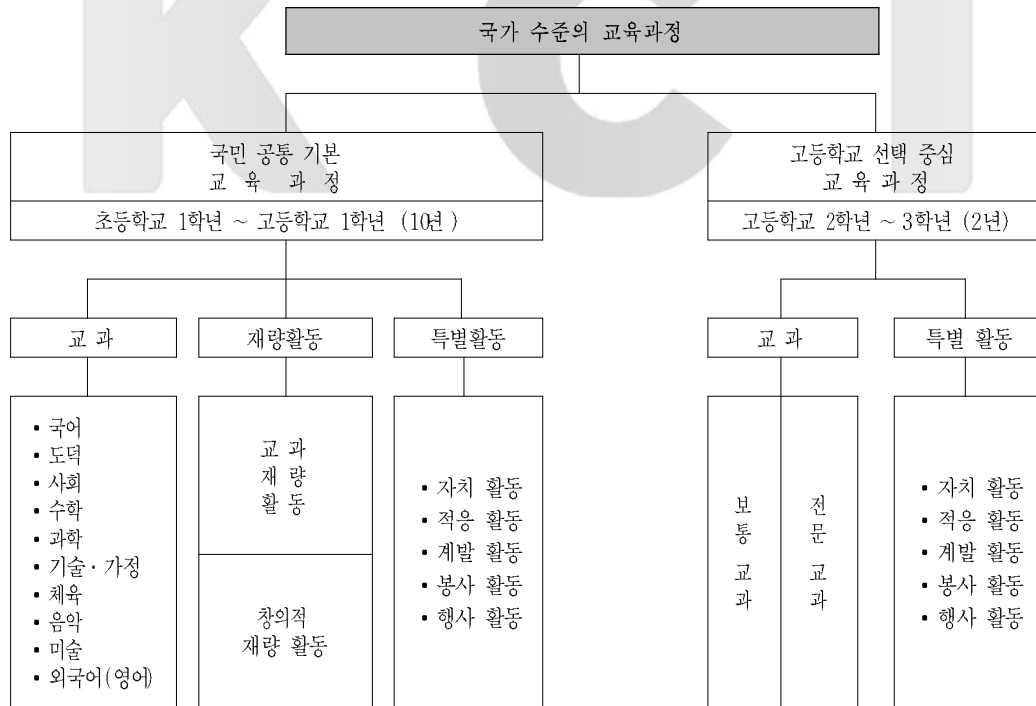 KCI
국가 수준의 교육과정
국민 공통 기본
교 육 과 정
초등학교 1학년 ~ 고등학교 1학년 (10년 )
고등학교 선택 중심
교 육 과 정
고등학교 2학년 ~ 3학년 (2년)
교 과
재량활동
특별활동
교 과
특별 활동
▪ 국어
▪ 도덕
▪ 사회
▪ 수학
▪ 과학
▪ 기술 · 가정
▪ 체육
▪ 음악
▪ 미술
▪ 외국어(영어)
교 과
재 량
활 동
창의적
재량 활동
▪ 자치 활동
▪ 적응 활동
▪ 계발 활동
▪ 봉사 활동
▪ 행사 활동
보통 교과
전문 교과
▪ 자치 활동
▪ 적응 활동
▪ 계발 활동
▪ 봉사 활동
▪ 행사 활동